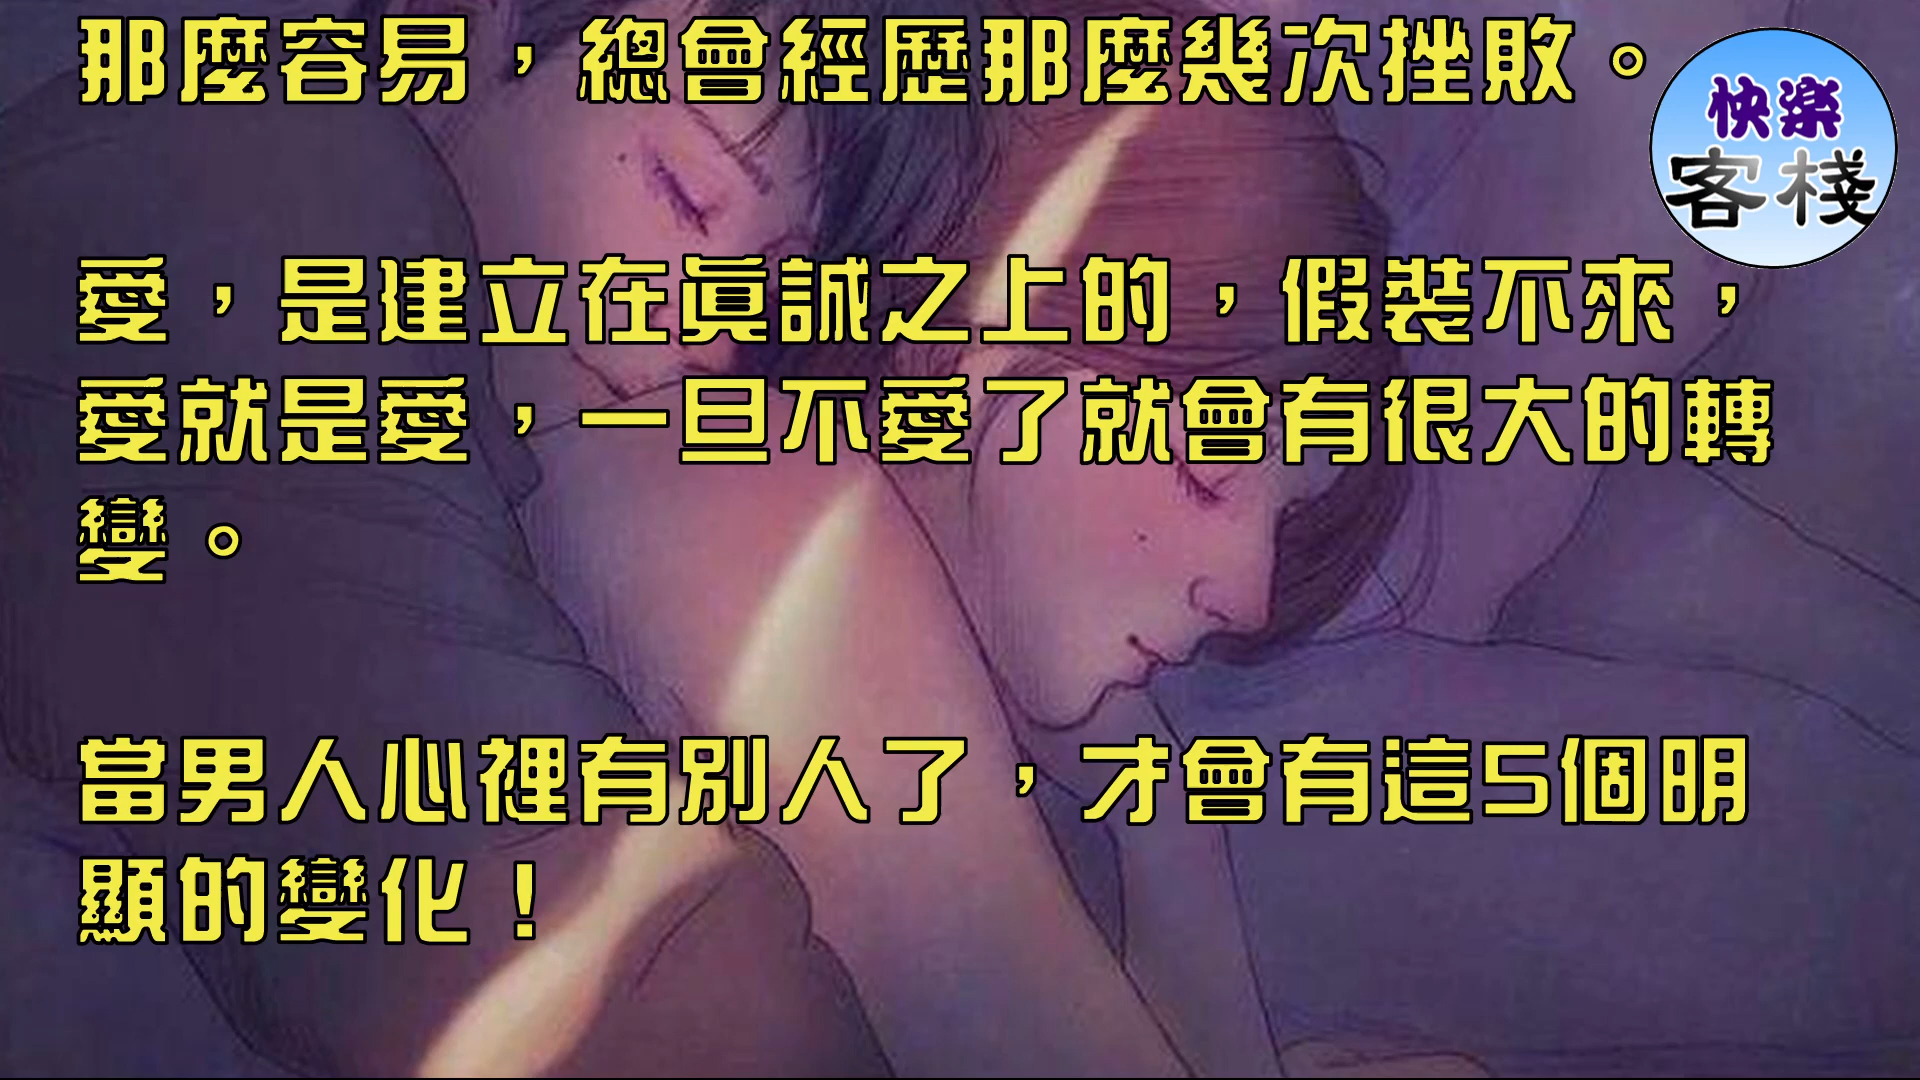 那麼容易，總會經歷那麼幾次挫敗。
快樂
客棧
愛，是建立在真誠之上的，假裝不來，
愛就是愛，一旦不愛了就會有很大的轉
變。
當男人心裡有別人了，才會有這5個明
顯的變化！